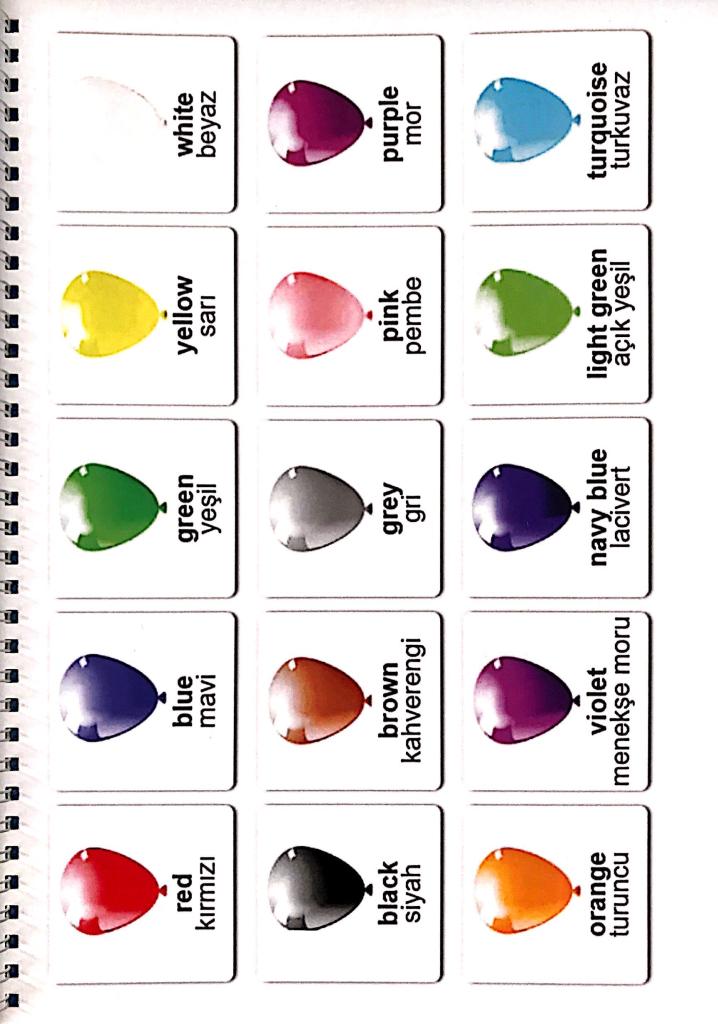 red
kırmızı
blue
mavi
green
yeşil
yellow
sarı
white
beyaz
black
siyah
brown
kahverengi
grey
gri
pink
pembe
purple
mor
orange
turuncu
violet
menekşe moru
navy blue
lacivert
light green
açık yeşil
turquoise
turkuvaz